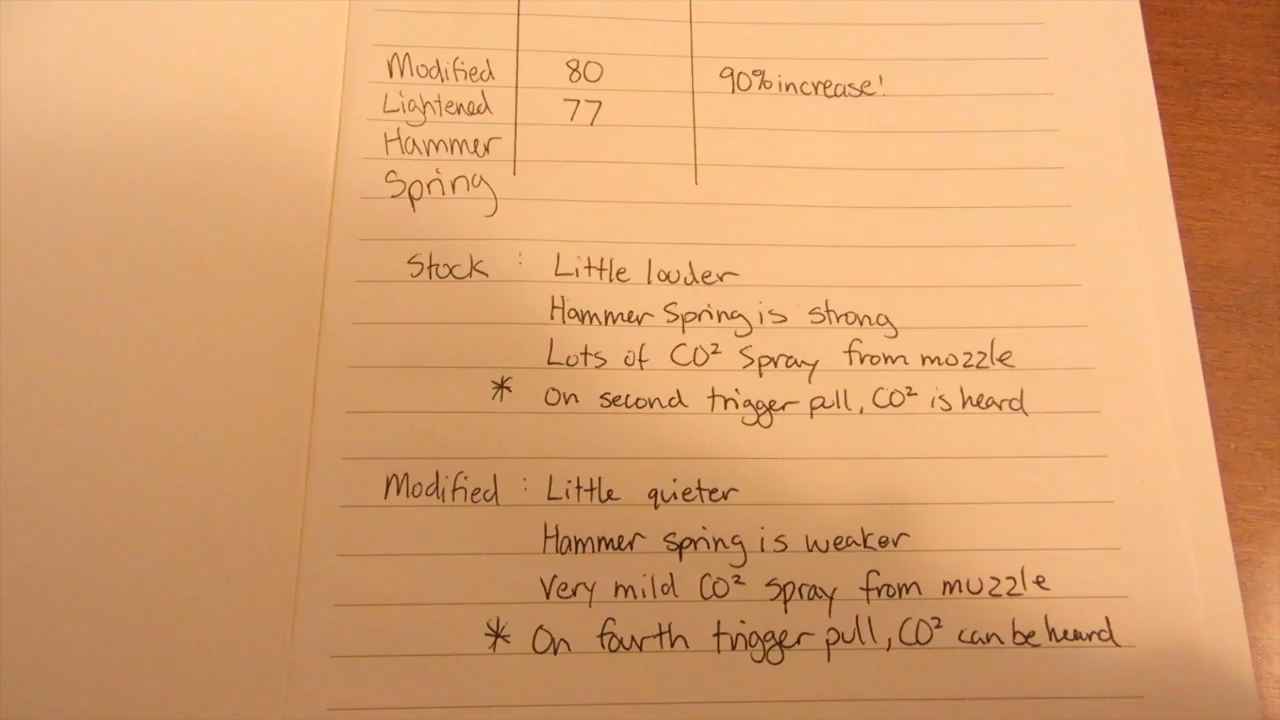 Modified 80 90% increase!
Lightened 77
Hammer
Spring
Stock : Little louder
Hammer Spring is strong
Lots of CO² Spray from mozzle
* On second trigger pull, CO² is heard
Modified : Little quieter
Hammer spring is weaker
Very mild CO² spray from muzzle
* On fourth trigger pull, CO² can be heard